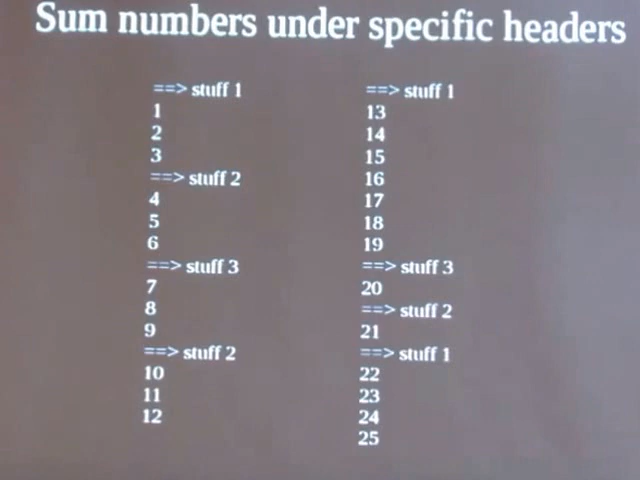 Sum numbers under specific headers
==> stuff 1
1
2
3
==> stuff 2
4
5
6
==> stuff 3
7
8
9
==> stuff 2
10
11
12
==> stuff 1
13
14
15
16
17
18
19
==> stuff 3
20
==> stuff 2
21
==> stuff 1
22
23
24
25